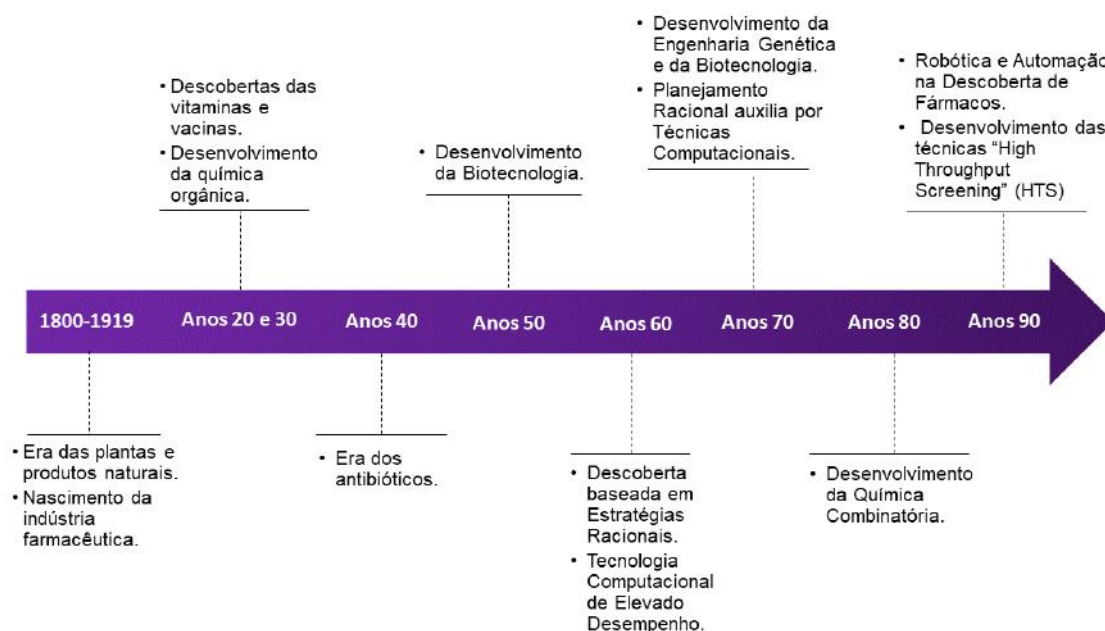 • Descobertas das
vitaminas e
vacinas.
• Desenvolvimento
da química
orgânica.
• Desenvolvimento
da Biotecnologia.
• Desenvolvimento da
Engenharia Genética
e da Biotecnologia.
• Planejamento
Racional auxilia por
Técnicas
Computacionais.
• Robótica e Automação
na Descoberta de
Fármacos.
• Desenvolvimento das
técnicas “High
Throughput
Screening” (HTS)
1800-1919
Anos 20 e 30
Anos 40
Anos 50
Anos 60
Anos 70
Anos 80
Anos 90
• Era das plantas e
produtos naturais.
• Nascimento da
indústria
farmacêutica.
• Era dos
antibióticos.
• Descoberta
baseada em
Estratégias
Racionais.
• Tecnologia
Computacional
de Elevado
Desempenho.
• Desenvolvimento
da Química
Combinatória.